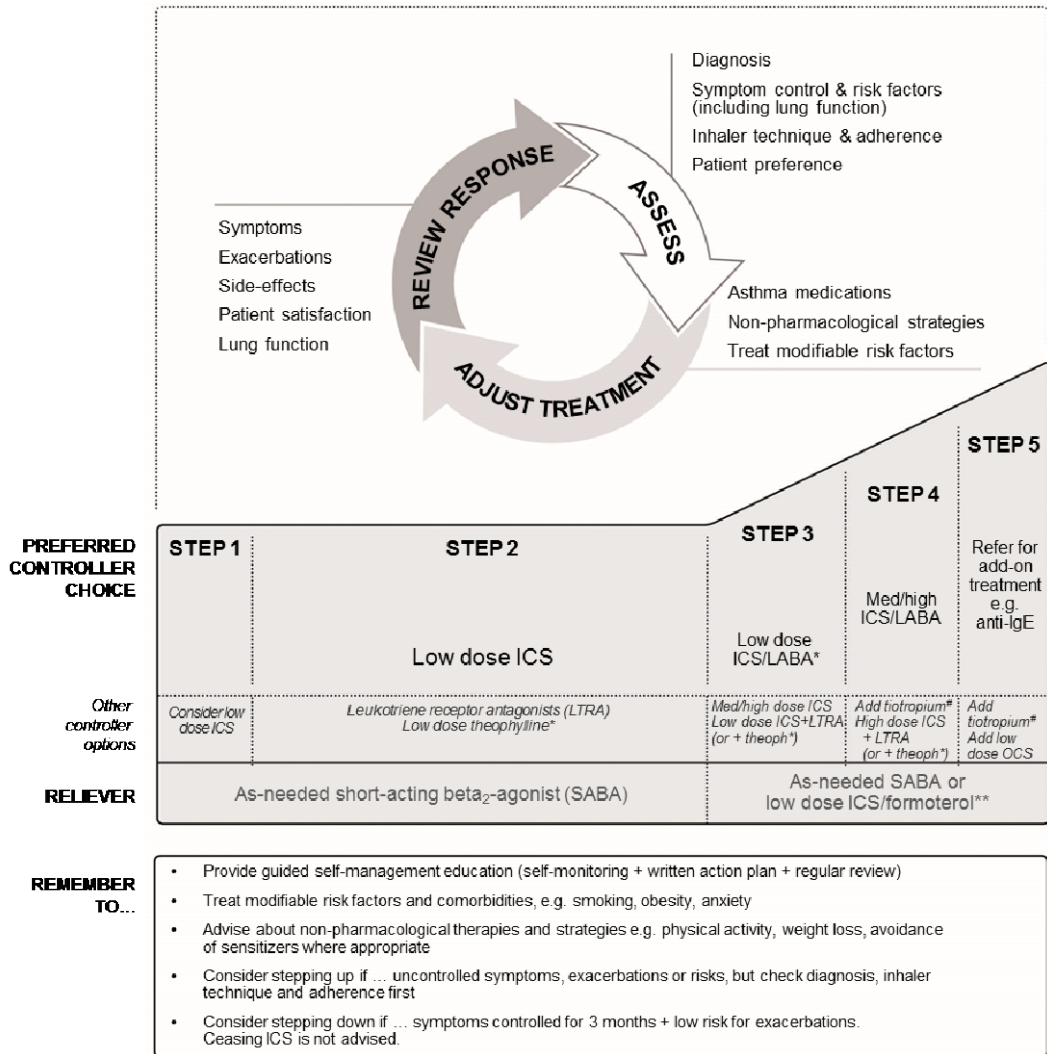 Diagnosis
Symptom control & risk factors
(including lung function)
Inhaler technique & adherence
Patient preference
REVIEW RESPONSE
ASSESS
ADJUST TREATMENT
Symptoms
Exacerbations
Side-effects
Patient satisfaction
Lung function
Asthma medications
Non-pharmacological strategies
Treat modifiable risk factors
PREFERRED
CONTROLLER
CHOICE
STEP 1
STEP 2
Low dose ICS
STEP 3
Low dose
ICS/LABA*
STEP 4
Med/high
ICS/LABA
STEP 5
Refer for
add-on
treatment
e.g.
anti-IgE
Other
controller
options
Consider low
dose ICS
Leukotriene receptor antagonists (LTRA)
Low dose theophylline*
Med/high dose ICS
Low dose ICS+LTRA
(or + theoph*)
Add tiotropium#
High dose ICS
+ LTRA
(or + theoph*)
Add
tiotropium#
Add low
dose OCS
RELIEVER
As-needed short-acting beta2-agonist (SABA)
As-needed SABA or
low dose ICS/formoterol**
REMEMBER
TO...
• Provide guided self-management education (self-monitoring + written action plan + regular review)
• Treat modifiable risk factors and comorbidities, e.g. smoking, obesity, anxiety
• Advise about non-pharmacological therapies and strategies e.g. physical activity, weight loss, avoidance
of sensitizers where appropriate
• Consider stepping up if ... uncontrolled symptoms, exacerbations or risks, but check diagnosis, inhaler
technique and adherence first
• Consider stepping down if ... symptoms controlled for 3 months + low risk for exacerbations.
Ceasing ICS is not advised.